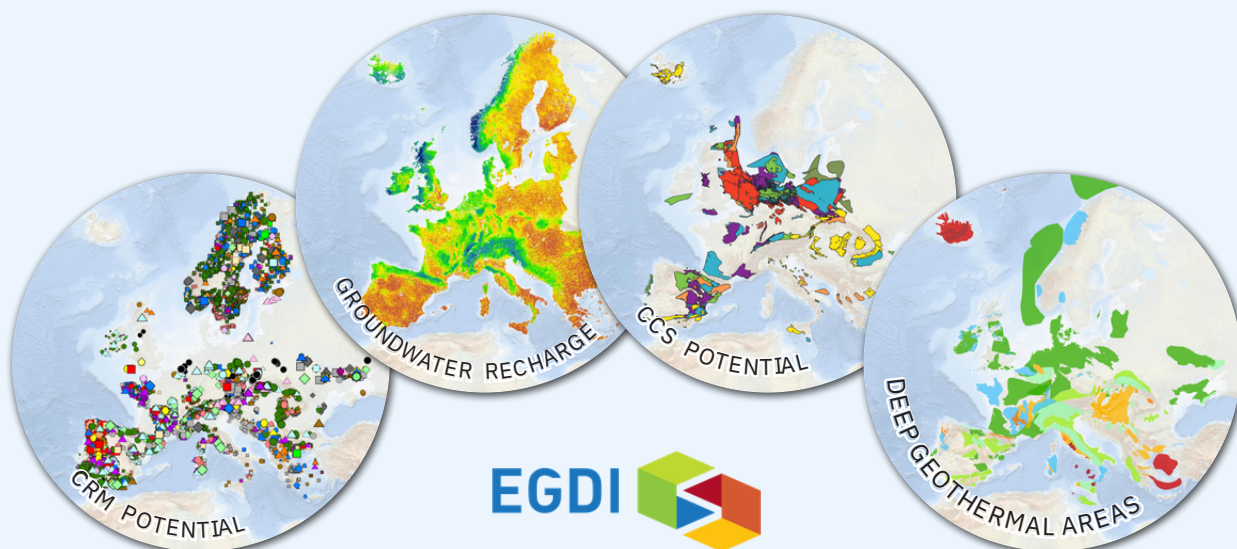 CRM POTENTIAL
GROUNDWATER RECHARGE
CCS POTENTIAL
DEEP GEOTHERMAL AREAS
EGDI